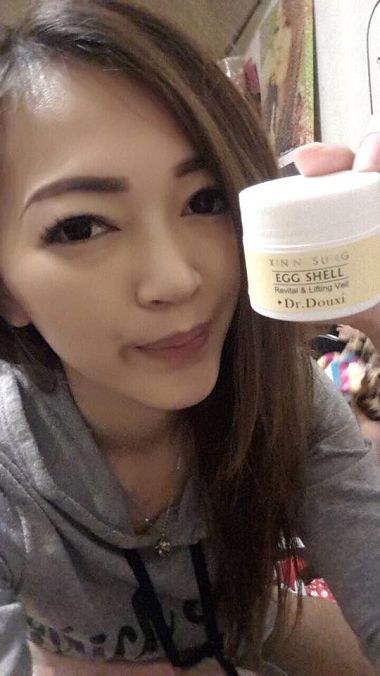 XINN SUNG
EGG SHELL
Revital & Lifting Veil
Dr.Douxi